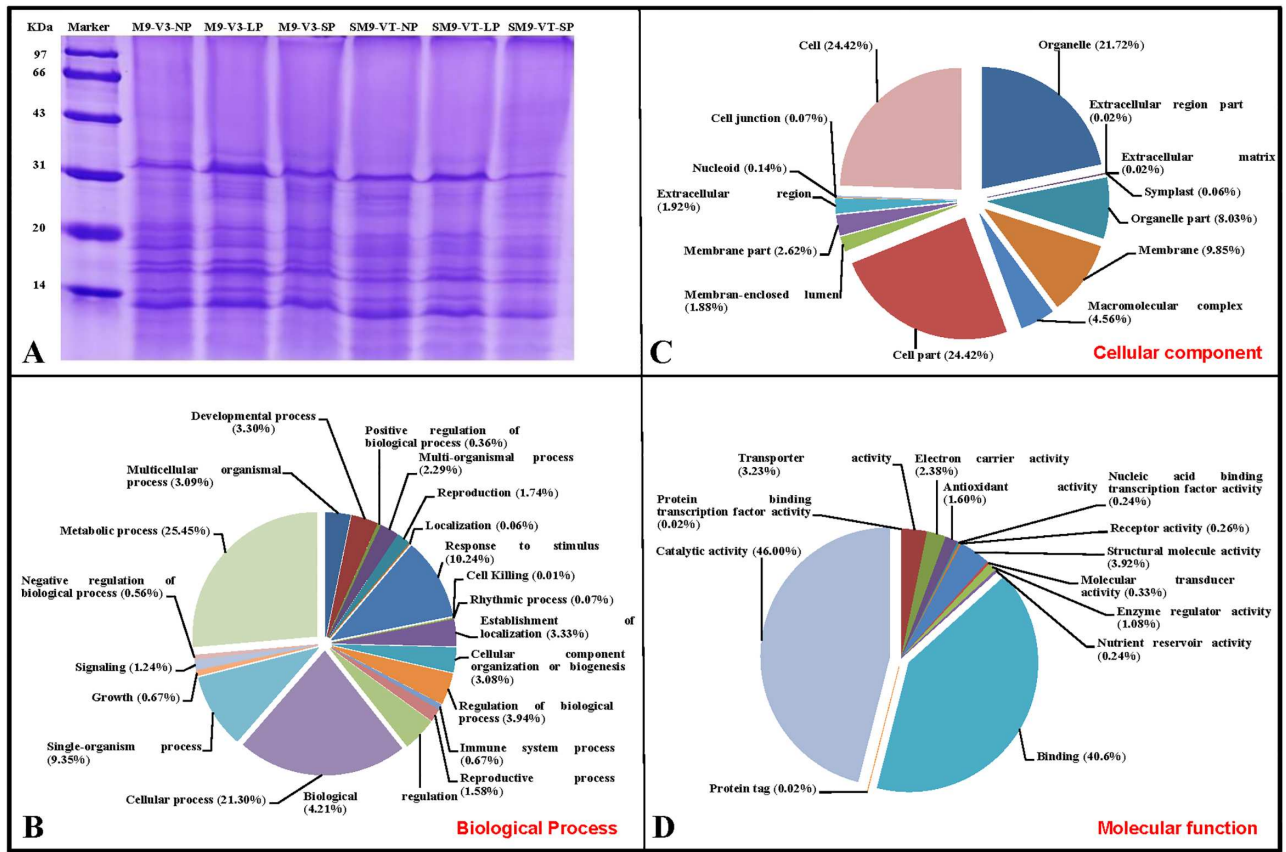 KDa Marker M9-V3-NP M9-V3-LP M9-V3-SP SM9-VT-NP SM9-VT-LP SM9-VT-SP
97
66
43
31
20
14
A
Cell (24.42%)
Organelle (21.72%)
Extracellular region part
(0.02%)
Cell junction (0.07%)
Extracellular matrix
(0.02%)
Nucleoid (0.14%)
Symplast (0.06%)
Extracellular region
(1.92%)
Organelle part (8.03%)
Membrane part (2.62%)
Membrane (9.85%)
Membran-enclosed lumen
(1.88%)
Macromolecular complex
(4.56%)
Cell part (24.42%)
C
Cellular component
Developmental process
(3.30%)
Positive regulation of
biological process (0.36%)
Multi-organismal process
(2.29%)
Multicellular organismal
process (3.09%)
Reproduction (1.74%)
Metabolic process (25.45%)
Localization (0.06%)
Response to stimulus
(10.24%)
Cell Killing (0.01%)
Negative regulation of
biological process (0.56%)
Rhythmic process (0.07%)
Establishment of
localization (3.33%)
Signaling (1.24%)
Cellular component
organization or biogenesis
(3.08%)
Growth (0.67%)
Regulation of biological
process (3.94%)
Single-organism process
(9.35%)
Immune system process
(0.67%)
Reproductive process
(1.58%)
Cellular process (21.30%)
Biological regulation
(4.21%)
B
Biological Process
Transporter activity
(3.23%)
Electron carrier activity
(2.38%)
Antioxidant activity
(1.60%)
Nucleic acid binding
transcription factor activity
(0.24%)
Protein binding
transcription factor activity
(0.02%)
Receptor activity (0.26%)
Catalytic activity (46.00%)
Structural molecule activity
(3.92%)
Molecular transducer
activity (0.33%)
Enzyme regulator activity
(1.08%)
Nutrient reservoir activity
(0.24%)
Binding (40.6%)
Protein tag (0.02%)
D
Molecular function